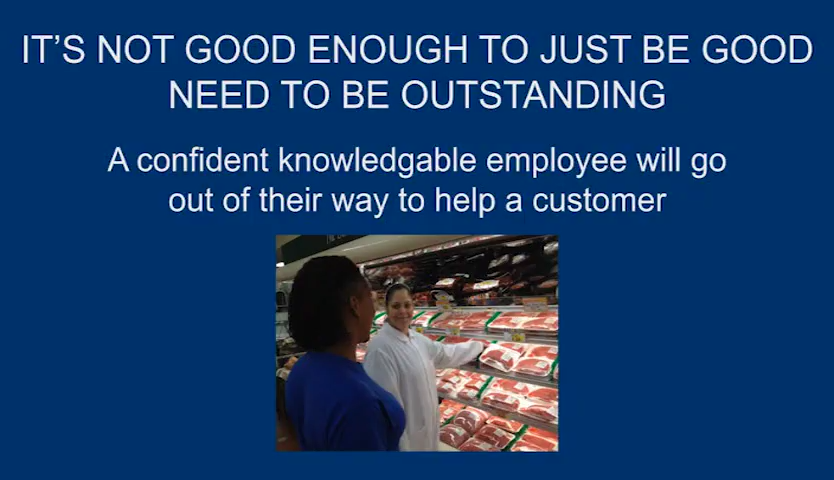 IT’S NOT GOOD ENOUGH TO JUST BE GOOD
NEED TO BE OUTSTANDING
A confident knowledgable employee will go
out of their way to help a customer